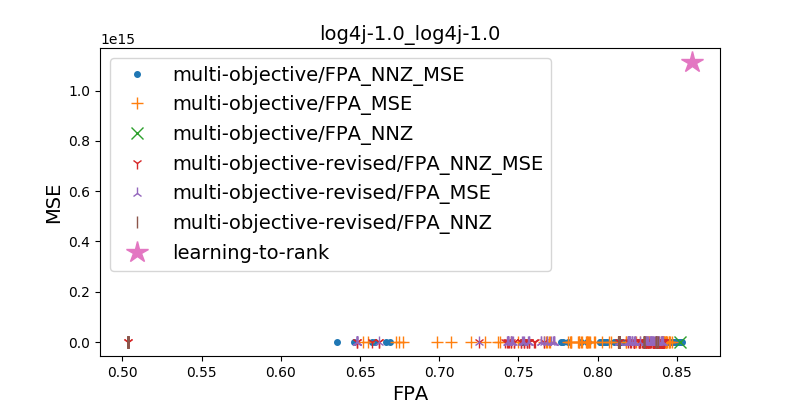 log4j-1.0_log4j-1.0
1e15
multi-objective/FPA_NNZ_MSE
multi-objective/FPA_MSE
multi-objective/FPA_NNZ
multi-objective-revised/FPA_NNZ_MSE
multi-objective-revised/FPA_MSE
multi-objective-revised/FPA_NNZ
learning-to-rank
MSE
1.0
0.8
0.6
0.4
0.2
0.0
0.50 0.55 0.60 0.65 0.70 0.75 0.80 0.85
FPA